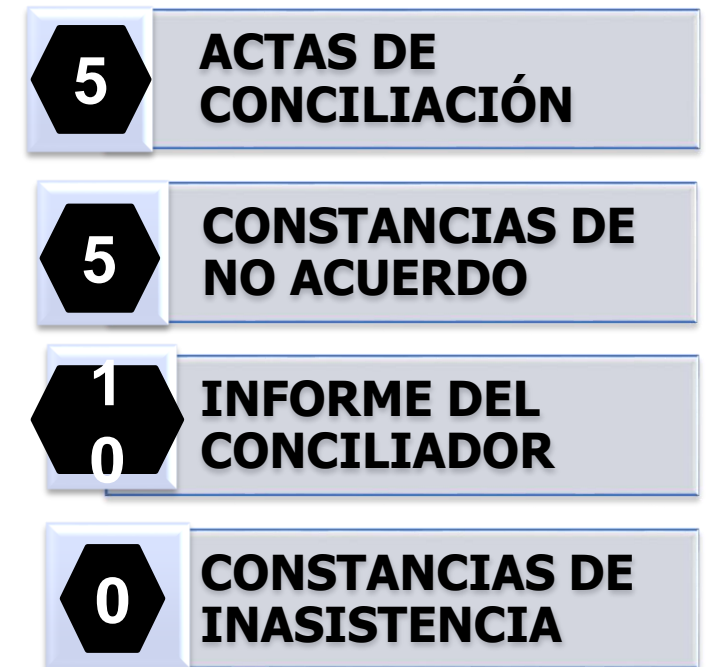 5
ACTAS DE
CONCILIACIÓN
5
CONSTANCIAS DE
NO ACUERDO
1
0
INFORME DEL
CONCILIADOR
0
CONSTANCIAS DE
INASISTENCIA